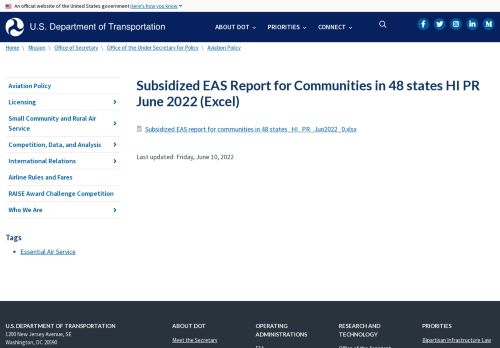 An official website of the United States government Here's how you know
U.S. Department of Transportation
ABOUT DOT
PRIORITIES
CONNECT
Home \ Mission \ Office of Secretary \ Office of the Under Secretary for Policy \ Aviation Policy
Aviation Policy
Licensing
Small Community and Rural Air
Service
Competition, Data, and Analysis
International Relations
Airline Rules and Fares
RAISE Award Challenge Competition
Who We Are
Tags
Essential Air Service
Subsidized EAS Report for Communities in 48 states HI PR
June 2022 (Excel)
Subsidized EAS report for communities in 48 states_HI_PR_Jun2022_0.xlsx
Last updated: Friday, June 10, 2022
U.S. DEPARTMENT OF TRANSPORTATION
1200 New Jersey Avenue, SE
Washington, DC 20590
ABOUT DOT
Meet the Secretary
OPERATING
ADMINISTRATIONS
FAA
RESEARCH AND
TECHNOLOGY
Office of the Assistant
PRIORITIES
Bipartisan Infrastructure Law